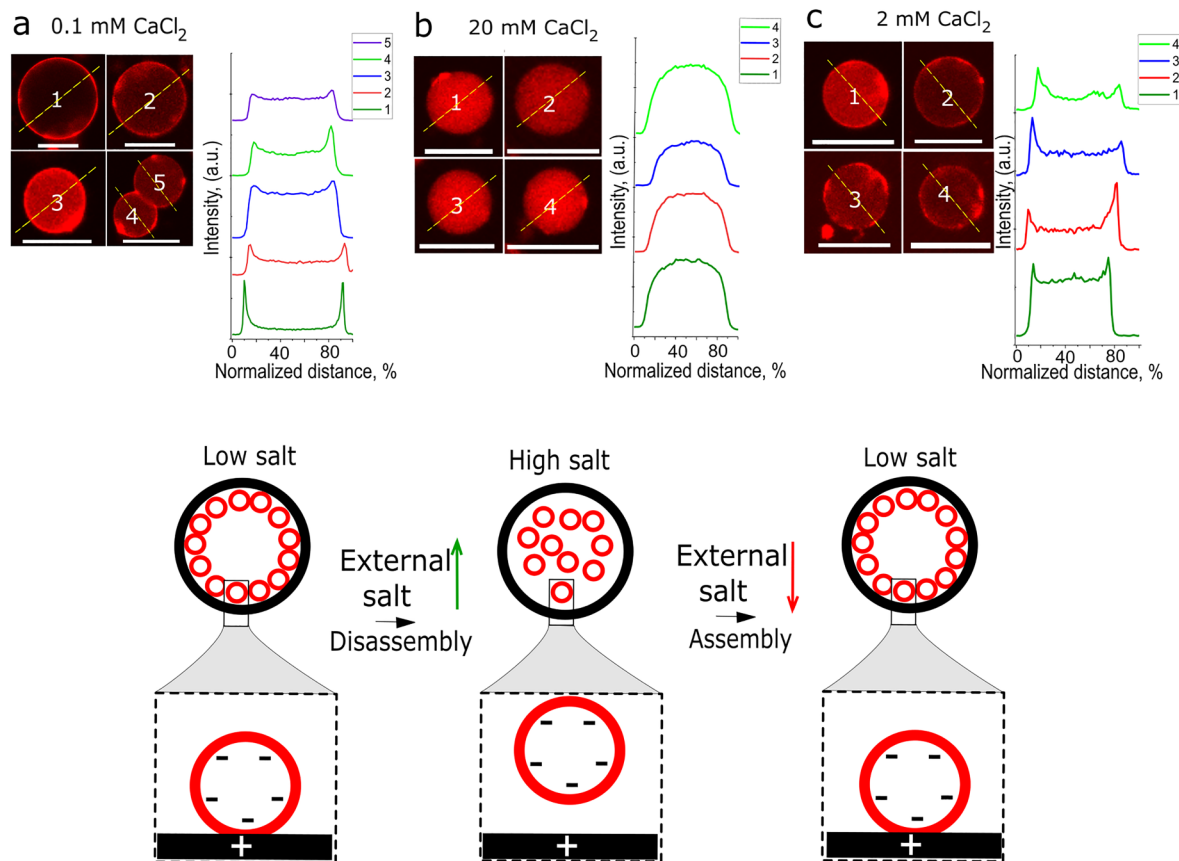 a 0.1 mM CaCl₂
1
2
3
4
5
5
4
3
2
1
Intensity, (a.u.)
0 40 80
Normalized distance, %
b 20 mM CaCl₂
1
2
3
4
4
3
2
1
Intensity, (a.u.)
0 40 80
Normalized distance, %
c 2 mM CaCl₂
1
2
3
4
4
3
2
1
Intensity, (a.u.)
0 40 80
Normalized distance, %
Low salt
High salt
Low salt
External
salt
Disassembly
External
salt
Assembly
- -
- -
-
+
- -
- -
-
+
- -
- -
-
+